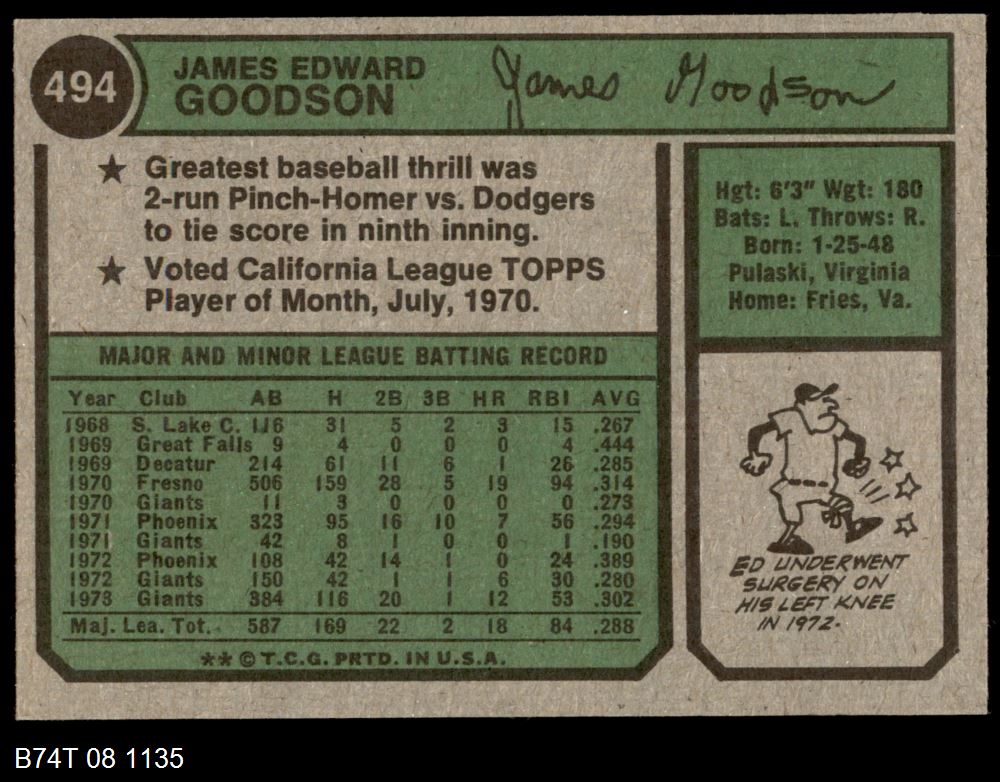 494
JAMES EDWARD
GOODSON
James Goodson
★ Greatest baseball thrill was
2-run Pinch-Homer vs. Dodgers
to tie score in ninth inning.
★ Voted California League TOPPS
Player of Month, July, 1970.
Hgt: 6'3" Wgt: 180
Bats: L. Throws: R.
Born: 1-25-48
Pulaski, Virginia
Home: Fries, Va.
MAJOR AND MINOR LEAGUE BATTING RECORD
Year Club AB H 2B 3B HR RBI AVG
1968 S. Lake C. 116 31 5 2 3 15 .267
1969 Great Falls 9 4 0 0 0 4 .444
1969 Decatur 214 61 11 6 1 26 .285
1970 Fresno 506 159 28 5 19 94 .314
1970 Giants 11 3 0 0 0 0 .273
1971 Phoenix 323 95 16 10 7 56 .294
1971 Giants 42 8 1 0 0 1 .190
1972 Phoenix 108 42 14 1 0 24 .389
1972 Giants 150 42 1 1 6 30 .280
1973 Giants 384 116 20 1 12 53 .302
Maj. Lea. Tot. 587 169 22 2 18 84 .288
★★ © T.C.G. PRTD. IN U.S.A.
ED UNDERWENT
SURGERY ON
HIS LEFT KNEE
IN 1972.
B74T 08 1135